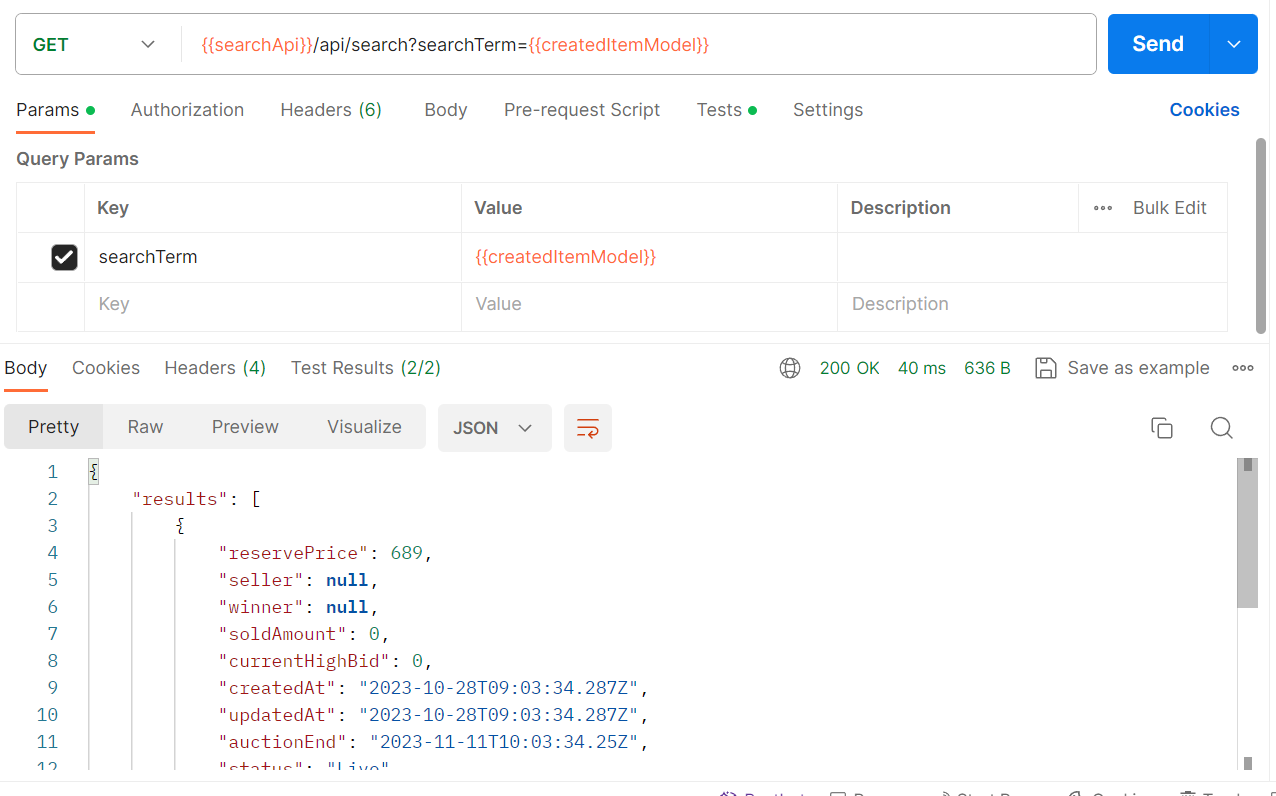 GET {{searchApi}}/api/search?searchTerm={{createdItemModel}} Send
Params Authorization Headers (6) Body Pre-request Script Tests Settings Cookies
Query Params
Key Value Description Bulk Edit
searchTerm {{createdItemModel}}
Key Value Description
Body Cookies Headers (4) Test Results (2/2) 200 OK 40 ms 636 B Save as example
Pretty Raw Preview Visualize JSON
1 {
2 "results": [
3 {
4 "reservePrice": 689,
5 "seller": null,
6 "winner": null,
7 "soldAmount": 0,
8 "currentHighBid": 0,
9 "createdAt": "2023-10-28T09:03:34.287Z",
10 "updatedAt": "2023-10-28T09:03:34.287Z",
11 "auctionEnd": "2023-11-11T10:03:34.25Z",
12 "status": "Live"